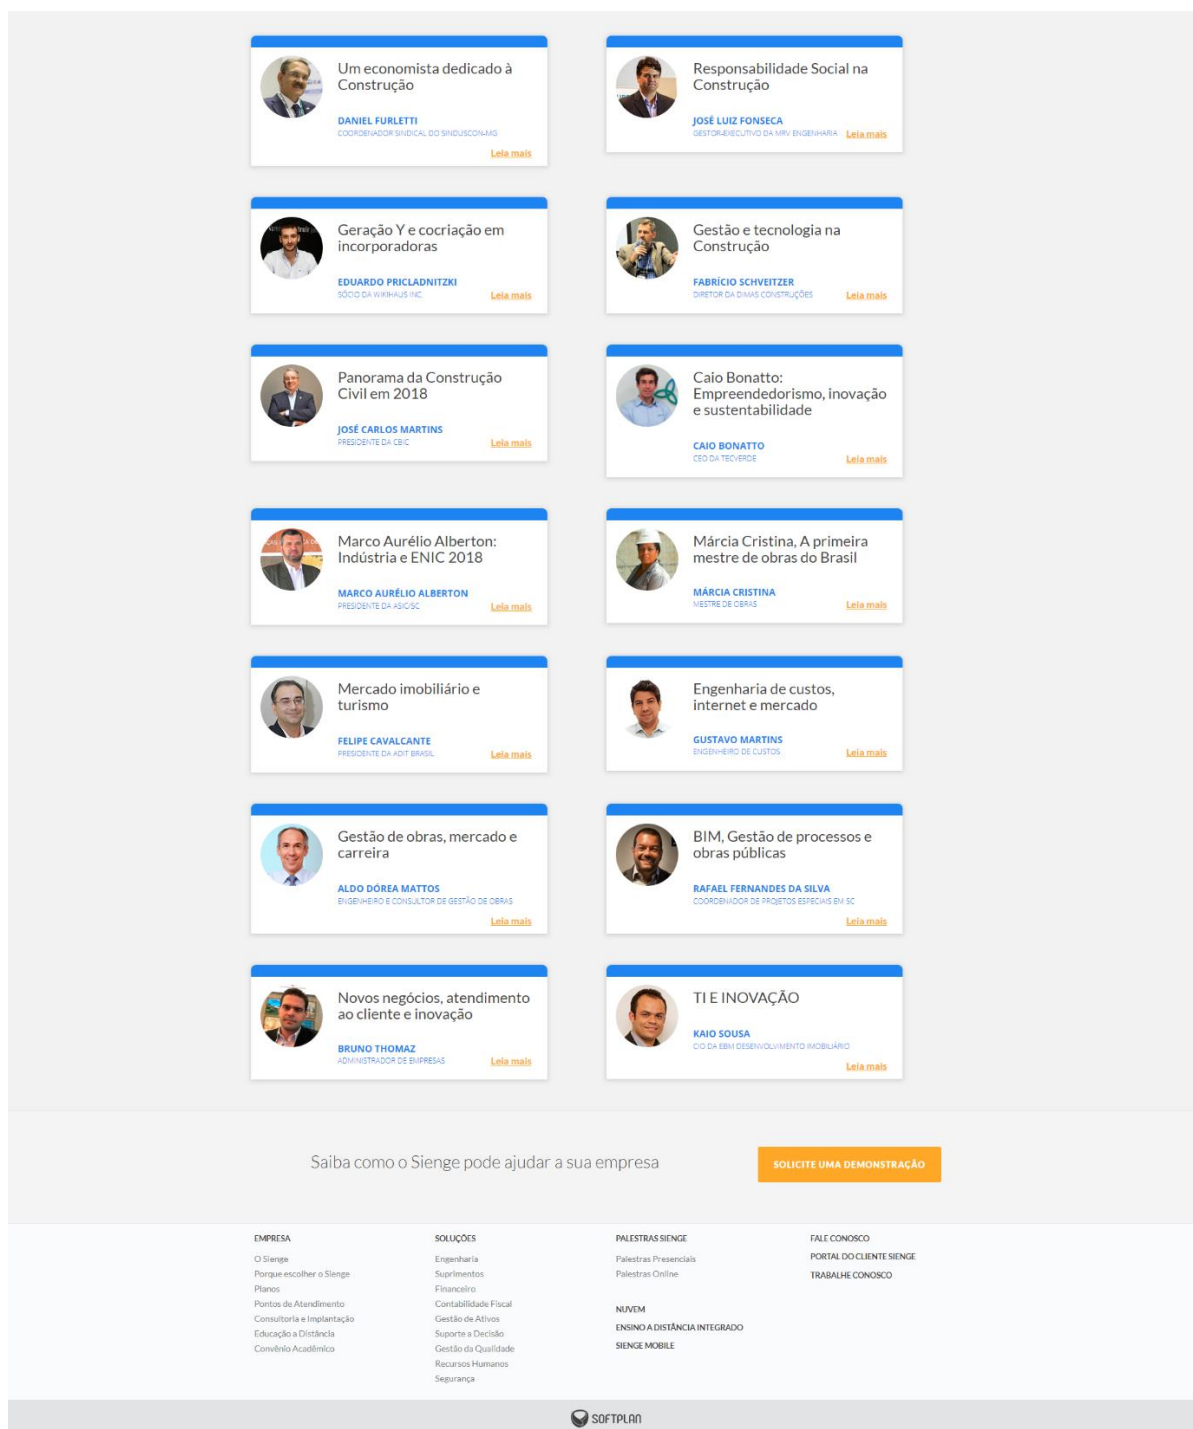 Um economista dedicado à
Construção
DANIEL FURLETTI
COORDENADOR SINDICAL DO SINDUSCON-MG
Leia mais
Responsabilidade Social na
Construção
JOSÉ LUIZ FONSECA
GESTOR-EXECUTIVO DA MRV ENGENHARIA
Leia mais
Geração Y e cocriação em
incorporadoras
EDUARDO PRICLADNITZKI
SÓCIO DA WIKIHAUS INC
Leia mais
Gestão e tecnologia na
Construção
FABRÍCIO SCHVEITZER
DIRETOR DA DIMAS CONSTRUÇÕES
Leia mais
Panorama da Construção
Civil em 2018
JOSÉ CARLOS MARTINS
PRESIDENTE DA CBIC
Leia mais
Caio Bonatto:
Empreendedorismo, inovação
e sustentabilidade
CAIO BONATTO
CEO DA TECVERDE
Leia mais
Marco Aurélio Alberton:
Indústria e ENIC 2018
MARCO AURÉLIO ALBERTON
PRESIDENTE DA ASIC/SC
Leia mais
Márcia Cristina, A primeira
mestre de obras do Brasil
MÁRCIA CRISTINA
MESTRE DE OBRAS
Leia mais
Mercado imobiliário e
turismo
FELIPE CAVALCANTE
PRESIDENTE DA ADIT BRASIL
Leia mais
Engenharia de custos,
internet e mercado
GUSTAVO MARTINS
ENGENHEIRO DE CUSTOS
Leia mais
Gestão de obras, mercado e
carreira
ALDO DÓREA MATTOS
ENGENHEIRO E CONSULTOR DE GESTÃO DE OBRAS
Leia mais
BIM, Gestão de processos e
obras públicas
RAFAEL FERNANDES DA SILVA
COORDENADOR DE PROJETOS ESPECIAIS EM SC
Leia mais
Novos negócios, atendimento
ao cliente e inovação
BRUNO THOMAZ
ADMINISTRADOR DE EMPRESAS
Leia mais
TI E INOVAÇÃO
KAIO SOUSA
CIO DA EBM DESENVOLVIMENTO IMOBILIÁRIO
Leia mais
Saiba como o Sienge pode ajudar a sua empresa
SOLICITE UMA DEMONSTRAÇÃO
EMPRESA
O Sienge
Porque escolher o Sienge
Planos
Pontos de Atendimento
Consultoria e Implantação
Educação a Distância
Convênio Acadêmico
SOLUÇÕES
Engenharia
Suprimentos
Financeiro
Contabilidade Fiscal
Gestão de Ativos
Suporte a Decisão
Gestão da Qualidade
Recursos Humanos
Segurança
PALESTRAS SIENGE
Palestras Presenciais
Palestras Online
NUVEM
ENSINO A DISTÂNCIA INTEGRADO
SIENGE MOBILE
FALE CONOSCO
PORTAL DO CLIENTE SIENGE
TRABALHE CONOSCO
SOFTPLAN